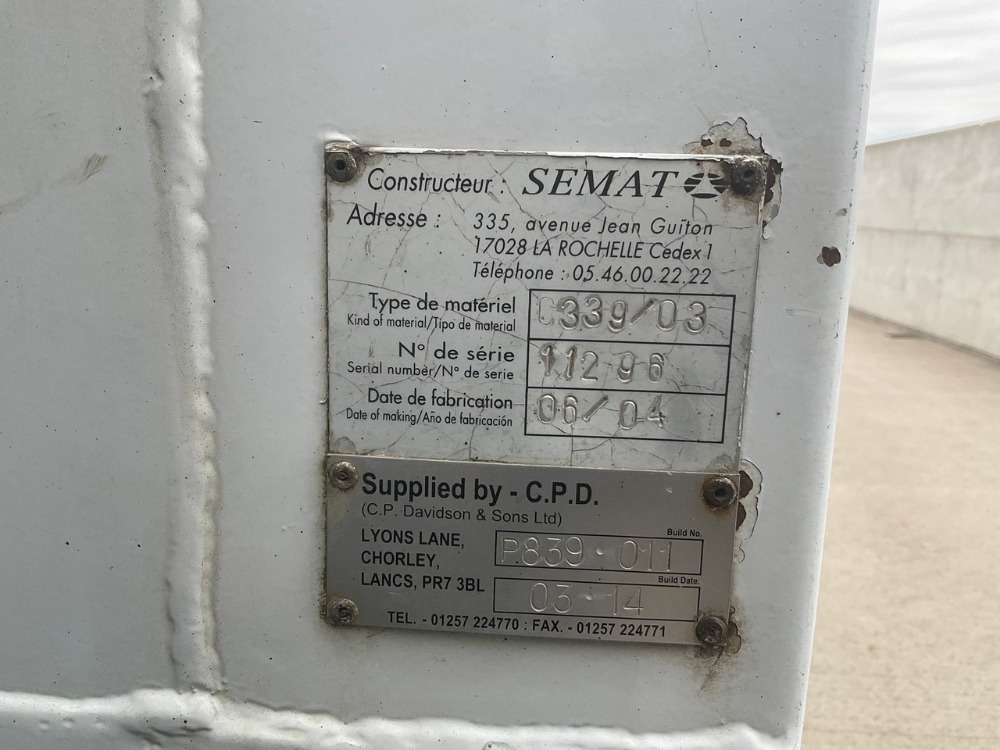 Constructeur : SEMAT
Adresse : 335, avenue Jean Guiton
17028 LA ROCHELLE Cedex 1
Téléphone : 05.46.00.22.22
Type de matériel
Kind of material/Tipo de material
C339/03
N° de série
Serial number/N° de serie
11296
Date de fabrication
Date of making/Año de fabricación
06/04
Supplied by - C.P.D.
(C.P. Davidson & Sons Ltd)
LYONS LANE,
CHORLEY,
LANCS, PR7 3BL
Build No.
P.839.011
Build Date.
03-14
TEL. - 01257 224770 : FAX. - 01257 224771